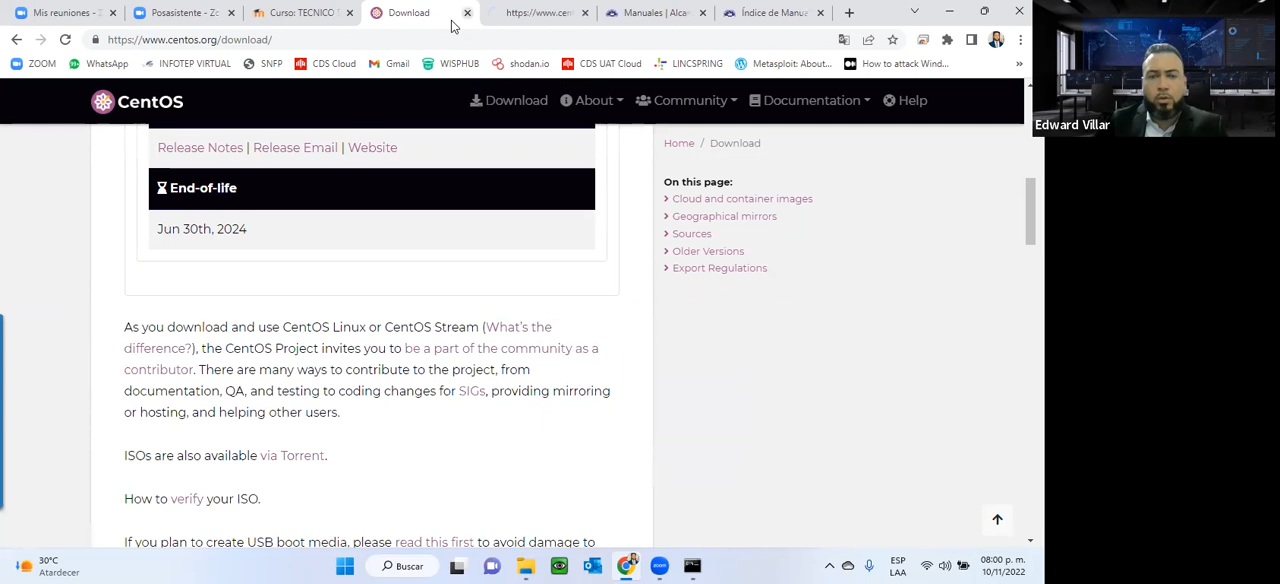 Mis reuniones - Z
Posasistente - Zo
Curso: TECNICO
Download
https://www.cen
Manuales | Alca
Índice de Manua
https://www.centos.org/download/
ZOOM
WhatsApp
INFOTEP VIRTUAL
SNFP
CDS Cloud
Gmail
WISPHUB
shodan.io
CDS UAT Cloud
LINCSPRING
Metasploit: About...
How to attack Wind...
»
CentOS
Download
About
Community
Documentation
Help
Edward Villar
Release Notes | Release Email | Website
End-of-life
Jun 30th, 2024
Home / Download
On this page:
Cloud and container images
Geographical mirrors
Sources
Older Versions
Export Regulations
As you download and use CentOS Linux or CentOS Stream (What's the
difference?), the CentOS Project invites you to be a part of the community as a
contributor. There are many ways to contribute to the project, from
documentation, QA, and testing to coding changes for SIGs, providing mirroring
or hosting, and helping other users.
ISOs are also available via Torrent.
How to verify your ISO.
If you plan to create USB boot media, please read this first to avoid damage to
30°C
Atardecer
Buscar
ESP
LAA
08:00 p. m.
10/11/2022